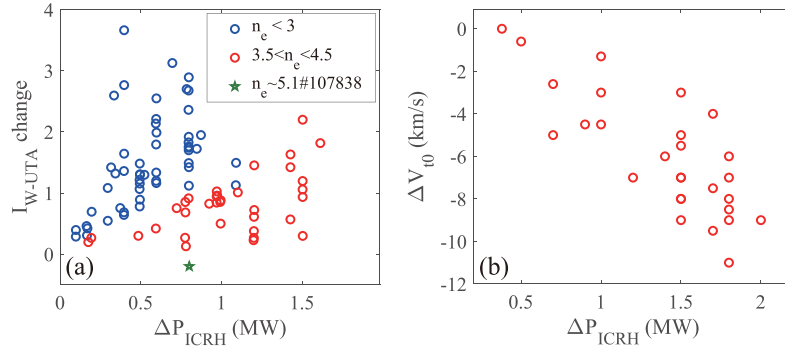 4
3
2
1
0
I_W-UTA change
n_e < 3
3.5<n_e<4.5
n_e~5.1#107838
(a)
0 0.5 1 1.5
ΔP_ICRH (MW)
0
-2
-4
-6
-8
-10
-12
ΔV_t0 (km/s)
(b)
0.5 1 1.5 2
ΔP_ICRH (MW)